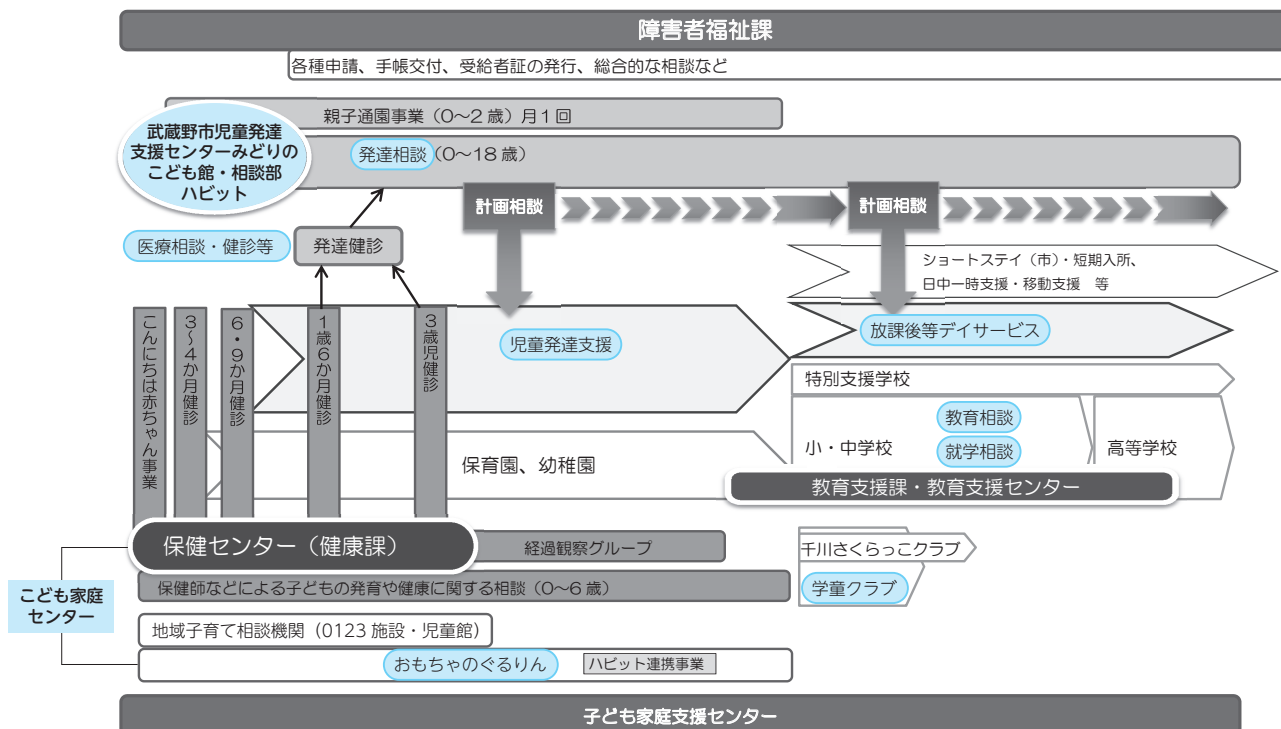 障害者福祉課
各種申請、手帳交付、受給者証の発行、総合的な相談など
親子通園事業（0〜2歳）月1回
武蔵野市児童発達
支援センターみどりの
こども館・相談部
ハビット
発達相談（0〜18歳）
計画相談
計画相談
医療相談・健診等
発達健診
ショートステイ（市）・短期入所、
日中一時支援・移動支援　等
こんにちは赤ちゃん事業
3〜4か月健診
6・9か月健診
1歳6か月健診
3歳児健診
児童発達支援
放課後等デイサービス
特別支援学校
保育園、幼稚園
小・中学校
教育相談
就学相談
高等学校
教育支援課・教育支援センター
保健センター（健康課）
経過観察グループ
千川さくらっこクラブ
こども家庭
センター
保健師などによる子どもの発育や健康に関する相談（0〜6歳）
学童クラブ
地域子育て相談機関（0123施設・児童館）
おもちゃのぐるりん
ハビット連携事業
子ども家庭支援センター